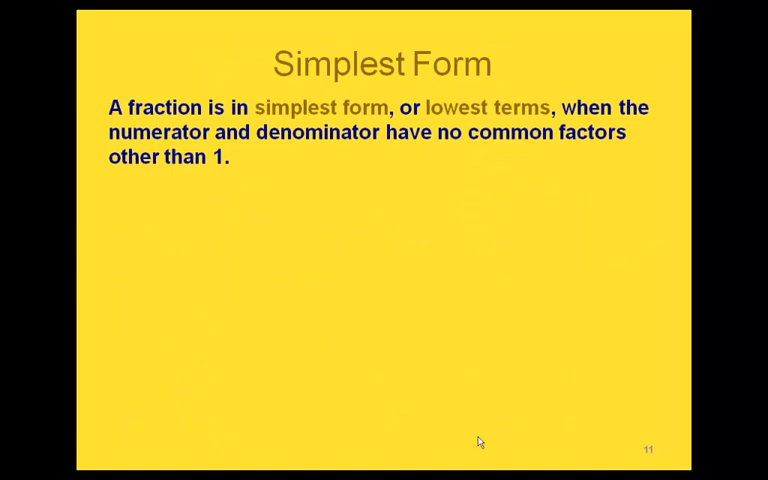 Simplest Form
A fraction is in simplest form, or lowest terms, when the
numerator and denominator have no common factors
other than 1.
11